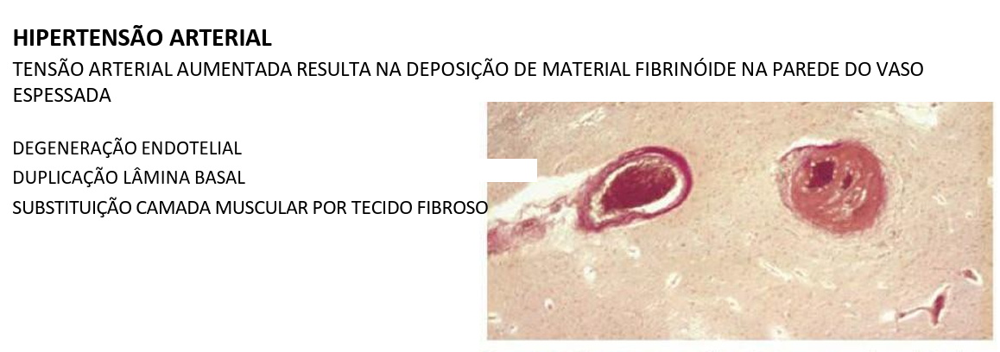 HIPERTENSÃO ARTERIAL
TENSÃO ARTERIAL AUMENTADA RESULTA NA DEPOSIÇÃO DE MATERIAL FIBRINÓIDE NA PAREDE DO VASO
ESPESSADA
DEGENERAÇÃO ENDOTELIAL
DUPLICAÇÃO LÂMINA BASAL
SUBSTITUIÇÃO CAMADA MUSCULAR POR TECIDO FIBROSO